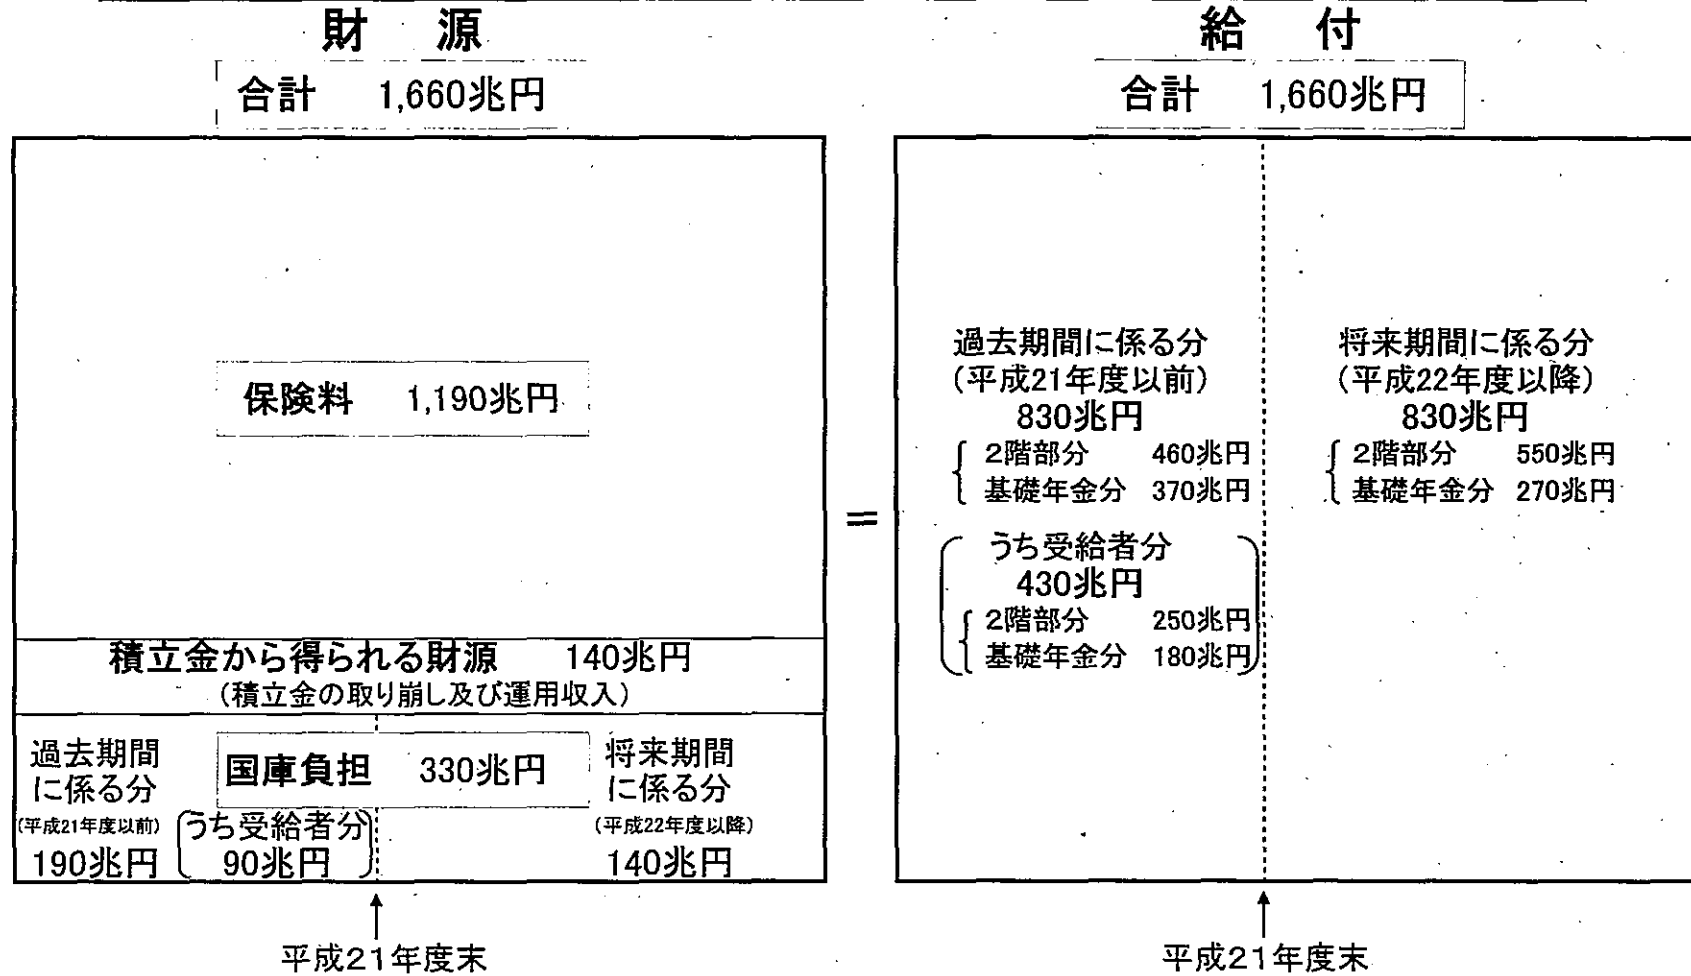 財 源
合計 1,660兆円
保険料 1,190兆円
積立金から得られる財源 140兆円
(積立金の取り崩し及び運用収入)
過去期間
に係る分
(平成21年度以前)
190兆円
国庫負担 330兆円
うち受給者分
90兆円
将来期間
に係る分
(平成22年度以降)
140兆円
平成21年度末
=
給 付
合計 1,660兆円
過去期間に係る分
(平成21年度以前)
830兆円
2階部分 460兆円
基礎年金分 370兆円
うち受給者分
430兆円
2階部分 250兆円
基礎年金分 180兆円
将来期間に係る分
(平成22年度以降)
830兆円
2階部分 550兆円
基礎年金分 270兆円
平成21年度末